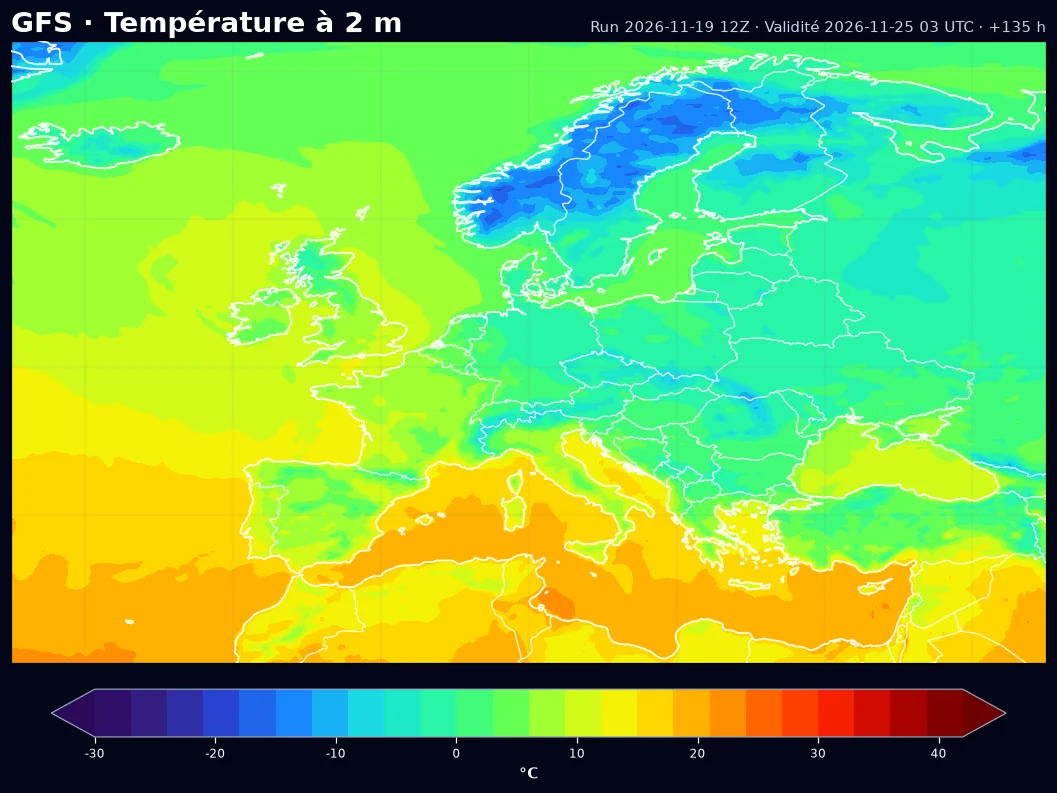 GFS · Température à 2 m
Run 2026-11-19 12Z · Validité 2026-11-25 03 UTC · +135 h
-30 -20 -10 0 10 20 30 40
°C